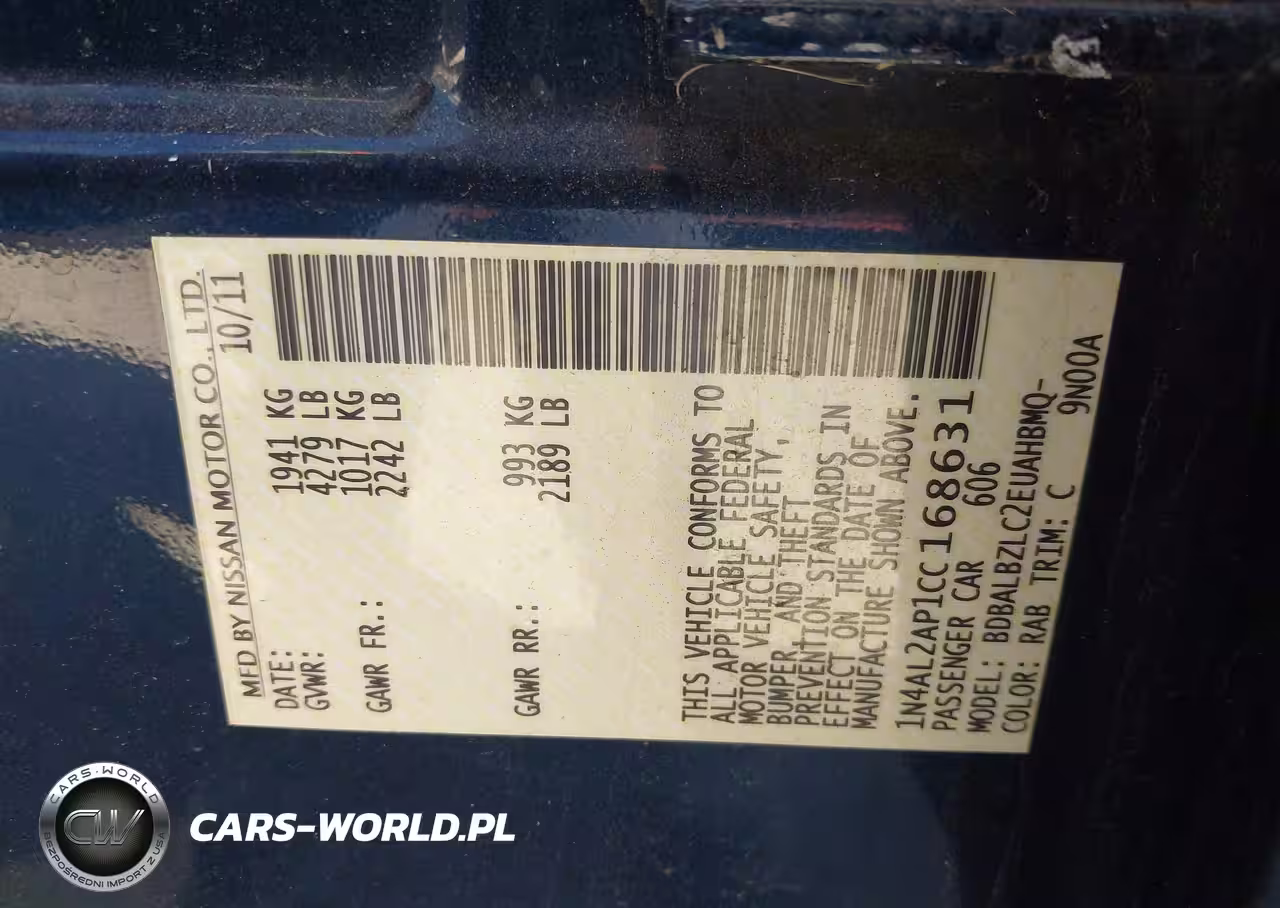 MFD BY NISSAN MOTOR CO., LTD.
DATE: 10/11
GVWR: 1941 KG
4279 LB
GAWR FR.: 1017 KG
2242 LB
GAWR RR.: 993 KG
2189 LB
THIS VEHICLE CONFORMS TO
ALL APPLICABLE FEDERAL
MOTOR VEHICLE SAFETY,
BUMPER, AND THEFT
PREVENTION STANDARDS IN
EFFECT ON THE DATE OF
MANUFACTURE SHOWN ABOVE.
1N4AL2AP1CC168631
PASSENGER CAR 606
MODEL: BDBALBZLC2EUAHBMQ-
COLOR: RAB TRIM: C 9N00A
CARS-WORLD
CW
BEZPOŚREDNI IMPORT Z USA
CARS-WORLD.PL